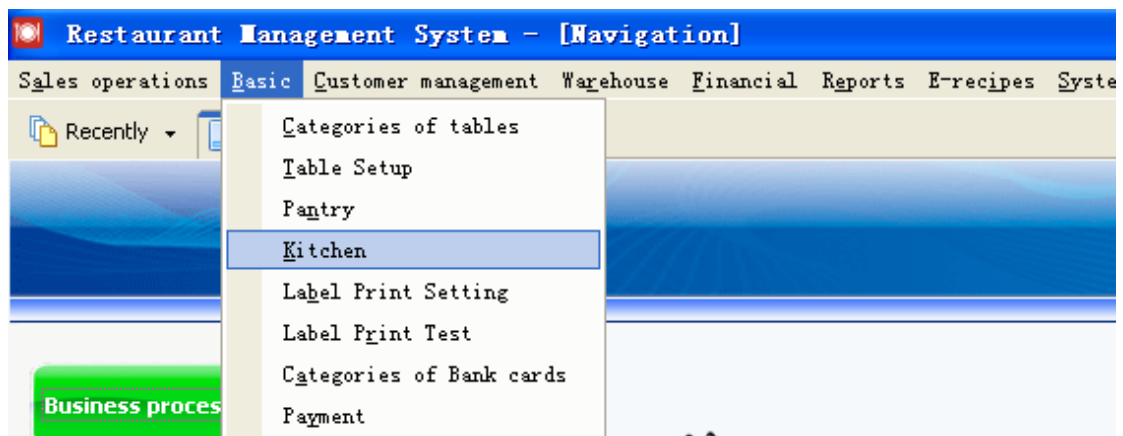 Restaurant Management System - [Navigation]
Sales operations Basic Customer management Warehouse Financial Reports E-recipes Syste
Recently
Categories of tables
Table Setup
Pantry
Kitchen
Label Print Setting
Label Print Test
Categories of Bank cards
Payment
Business proces